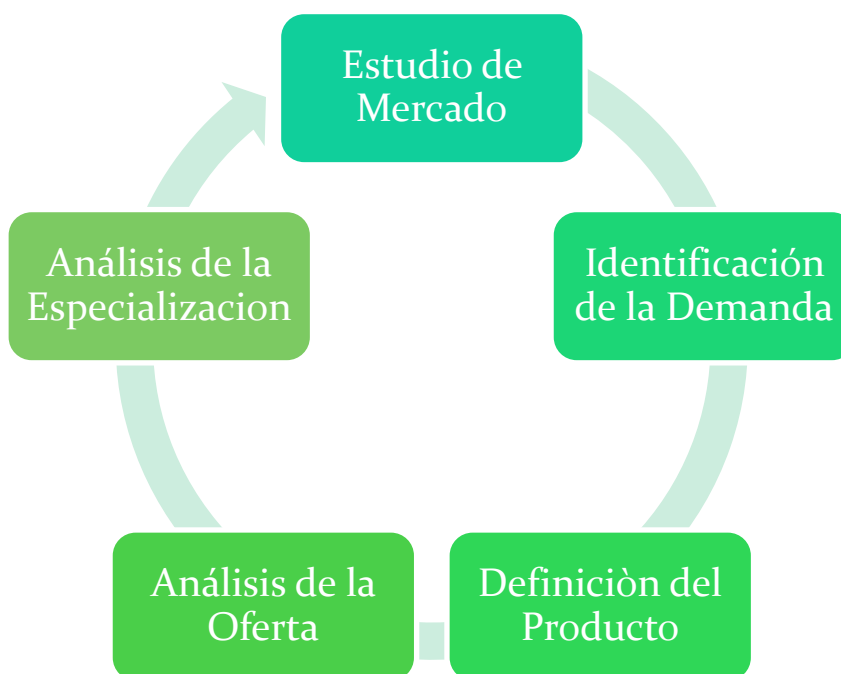 Estudio de
Mercado
Identificación
de la Demanda
Definiciòn del
Producto
Análisis de la
Oferta
Análisis de la
Especializacion